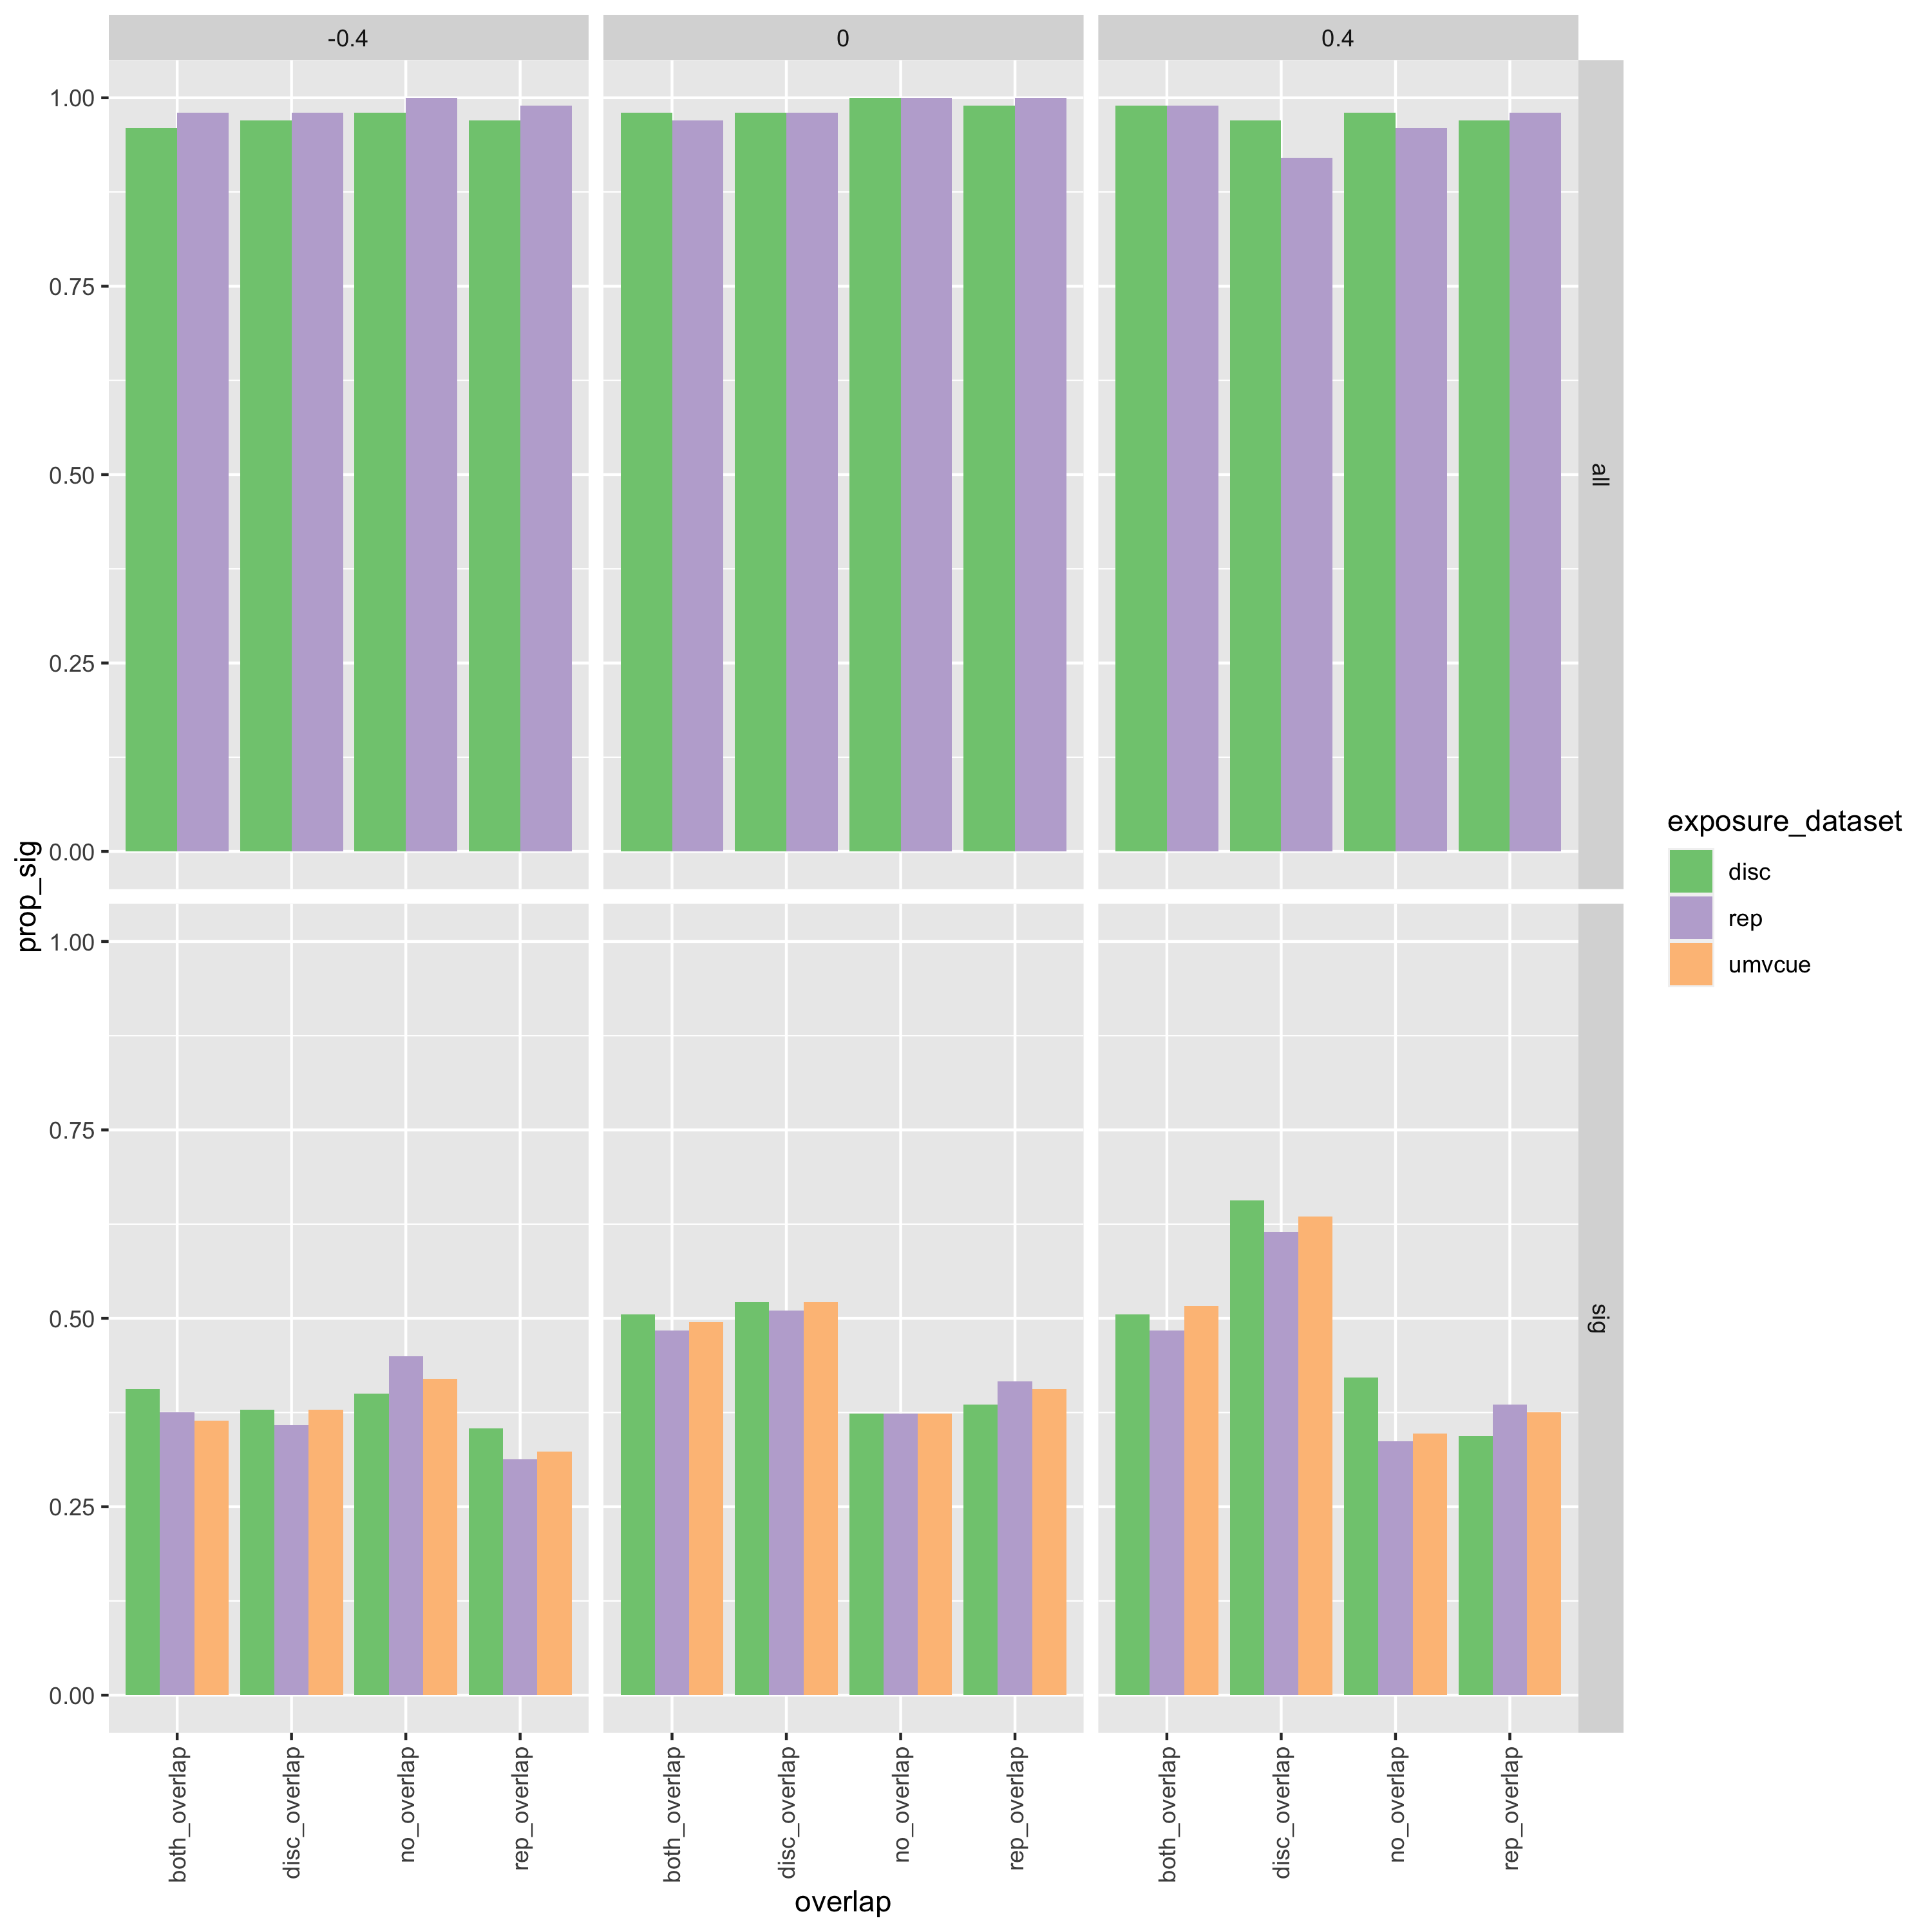 -0.4 0 0.4
1.00
0.75
0.50
0.25
0.00
all
1.00
0.75
0.50
0.25
0.00
sig
prop_sig
both_overlap
disc_overlap
no_overlap
rep_overlap
both_overlap
disc_overlap
no_overlap
rep_overlap
both_overlap
disc_overlap
no_overlap
rep_overlap
overlap
exposure_dataset
disc
rep
umvcue